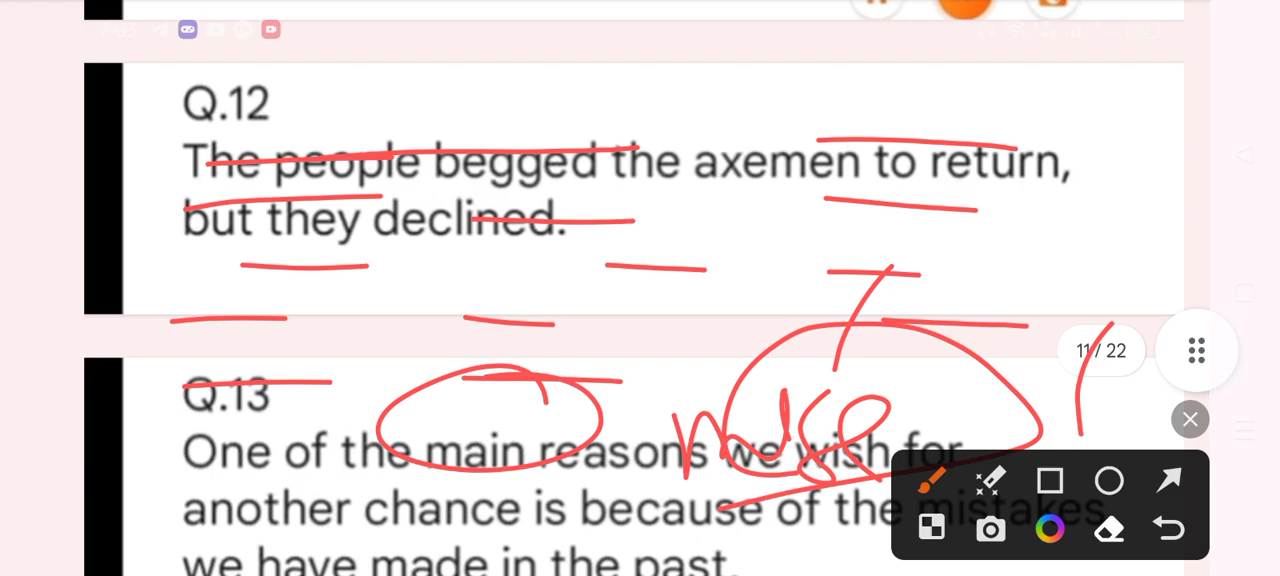 Q.12
The people begged the axemen to return,
but they declined.
11/22
Q.13
One of the main reasons we wish for
another chance is because of the mistakes
we have made in the past.